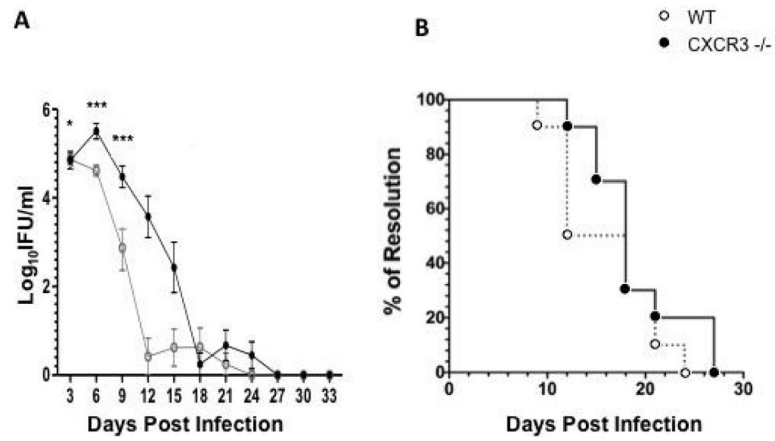 A
B
WT
CXCR3 -/-
* *** ***
6
4
2
0
Log10IFU/ml
3 6 9 12 15 18 21 24 27 30 33
Days Post Infection
100
80
60
40
20
0
% of Resolution
0 10 20 30
Days Post Infection